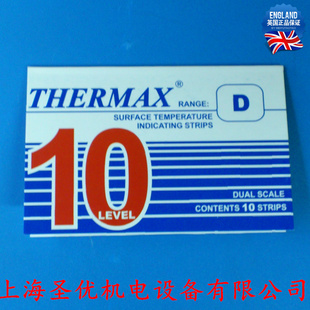 ENGLAND
英国正品保证
THERMAX®
RANGE: D
SURFACE TEMPERATURE
INDICATING STRIPS
10
LEVEL
DUAL SCALE
CONTENTS 10 STRIPS
上海圣优机电设备有限公司